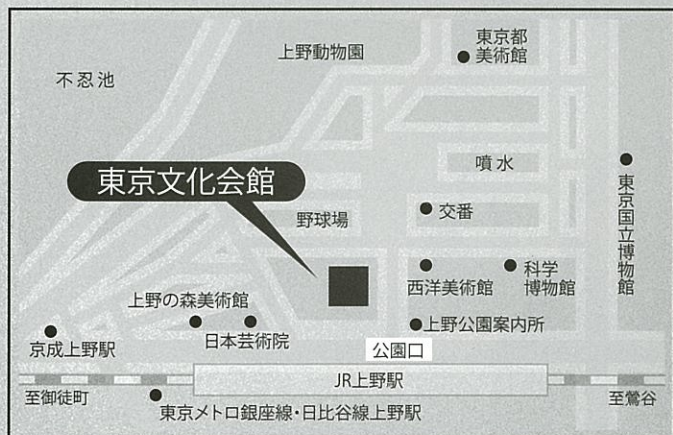 東京都
美術館
上野動物園
不忍池
噴水
東京文化会館
東京国立博物館
交番
野球場
西洋美術館
科学
博物館
上野の森美術館
日本芸術院
上野公園案内所
京成上野駅
公園口
JR上野駅
至御徒町
至鶯谷
東京メトロ銀座線・日比谷線上野駅